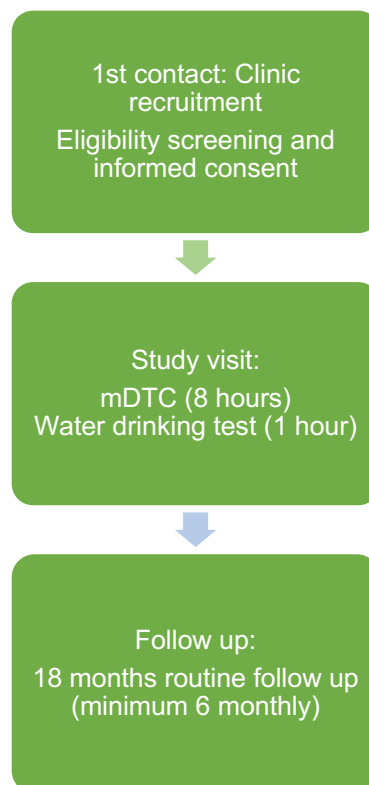 1st contact: Clinic
recruitment
Eligibility screening and
informed consent
Study visit:
mDTC (8 hours)
Water drinking test (1 hour)
Follow up:
18 months routine follow up
(minimum 6 monthly)